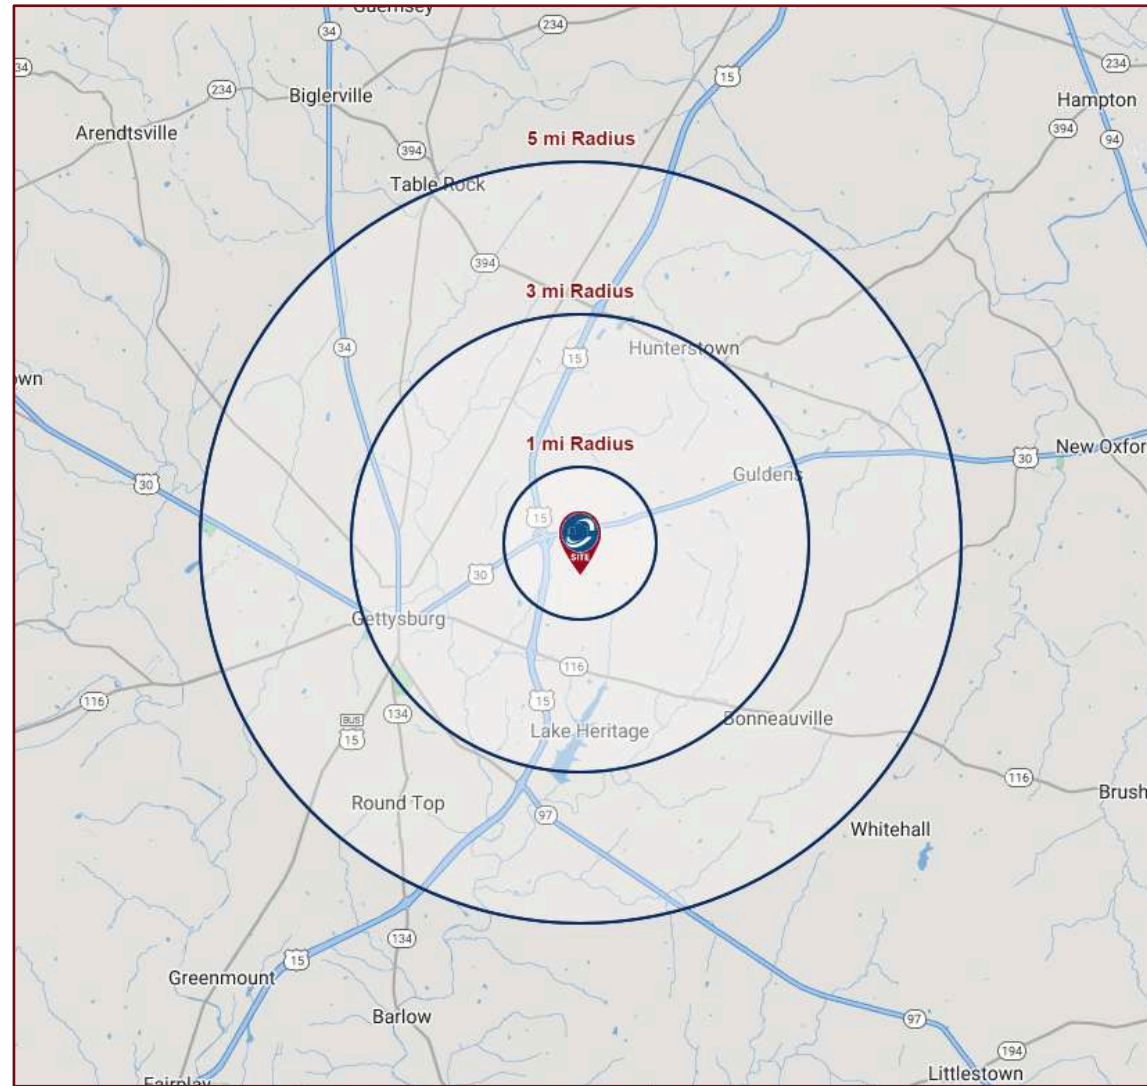 Guernsey
34
234
15
34
234
Biglerville
234
Hampton
Arendtsville
394
94
5 mi Radius
394
Table Rock
394
3 mi Radius
34
15
Hunterstown
own
1 mi Radius
New Oxfor
30
Guldens
30
15
SITE
30
Gettysburg
116
116
15
134
BUS
15
Bonneauville
Lake Heritage
116
Brush
Round Top
97
Whitehall
134
15
Greenmount
Barlow
97
194
Littlestown
Fairplay